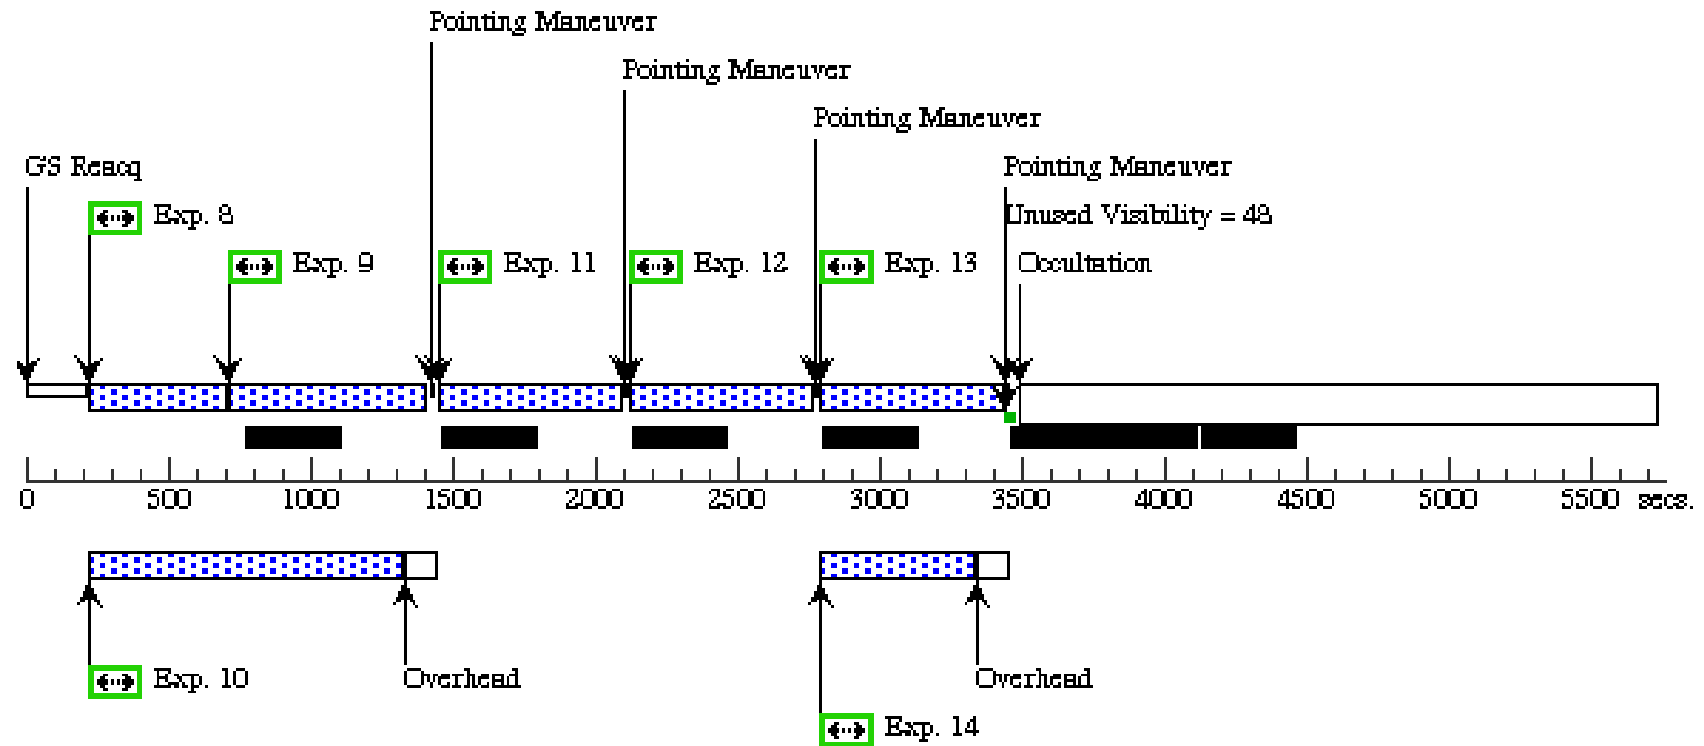 Pointing Maneuver
Pointing Maneuver
Pointing Maneuver
GS Reacq
Pointing Maneuver
Exp. 8
Unused Visibility = 48
Exp. 9
Exp. 11
Exp. 12
Exp. 13
Occultation
0 500 1000 1500 2000 2500 3000 3500 4000 4500 5000 5500 secs.
Exp. 10
Overhead
Overhead
Exp. 14